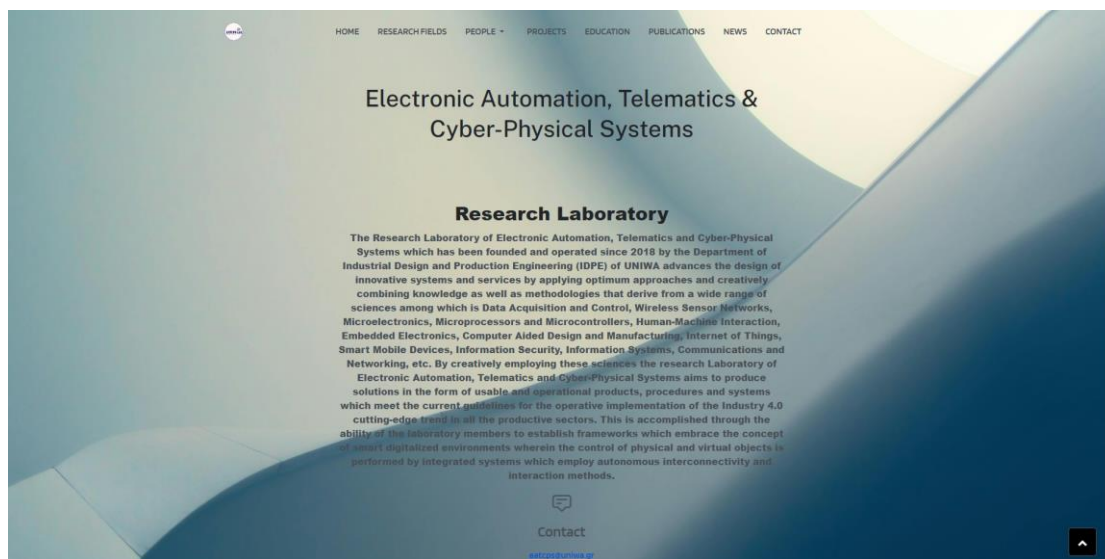 HOME RESEARCH FIELDS PEOPLE PROJECTS EDUCATION PUBLICATIONS NEWS CONTACT
Electronic Automation, Telematics &
Cyber-Physical Systems
Research Laboratory
The Research Laboratory of Electronic Automation, Telematics and Cyber-Physical
Systems which has been founded and operated since 2018 by the Department of
Industrial Design and Production Engineering (IDPE) of UNIWA advances the design of
innovative systems and services by applying optimum approaches and creatively
combining knowledge as well as methodologies that derive from a wide range of
sciences among which is Data Acquisition and Control, Wireless Sensor Networks,
Microelectronics, Microprocessors and Microcontrollers, Human-Machine Interaction,
Embedded Electronics, Computer Aided Design and Manufacturing, Internet of Things,
Smart Mobile Devices, Information Security, Information Systems, Communications and
Networking, etc. By creatively employing these sciences the research Laboratory of
Electronic Automation, Telematics and Cyber-Physical Systems aims to produce
solutions in the form of usable and operational products, procedures and systems
which meet the current guidelines for the operative implementation of the Industry 4.0
cutting-edge trend in all the productive sectors. This is accomplished through the
ability of the laboratory members to establish frameworks which embrace the concept
of smart digitalized environments wherein the control of physical and virtual objects is
performed by integrated systems which employ autonomous interconnectivity and
interaction methods.
Contact
eatcps@uniwa.gr